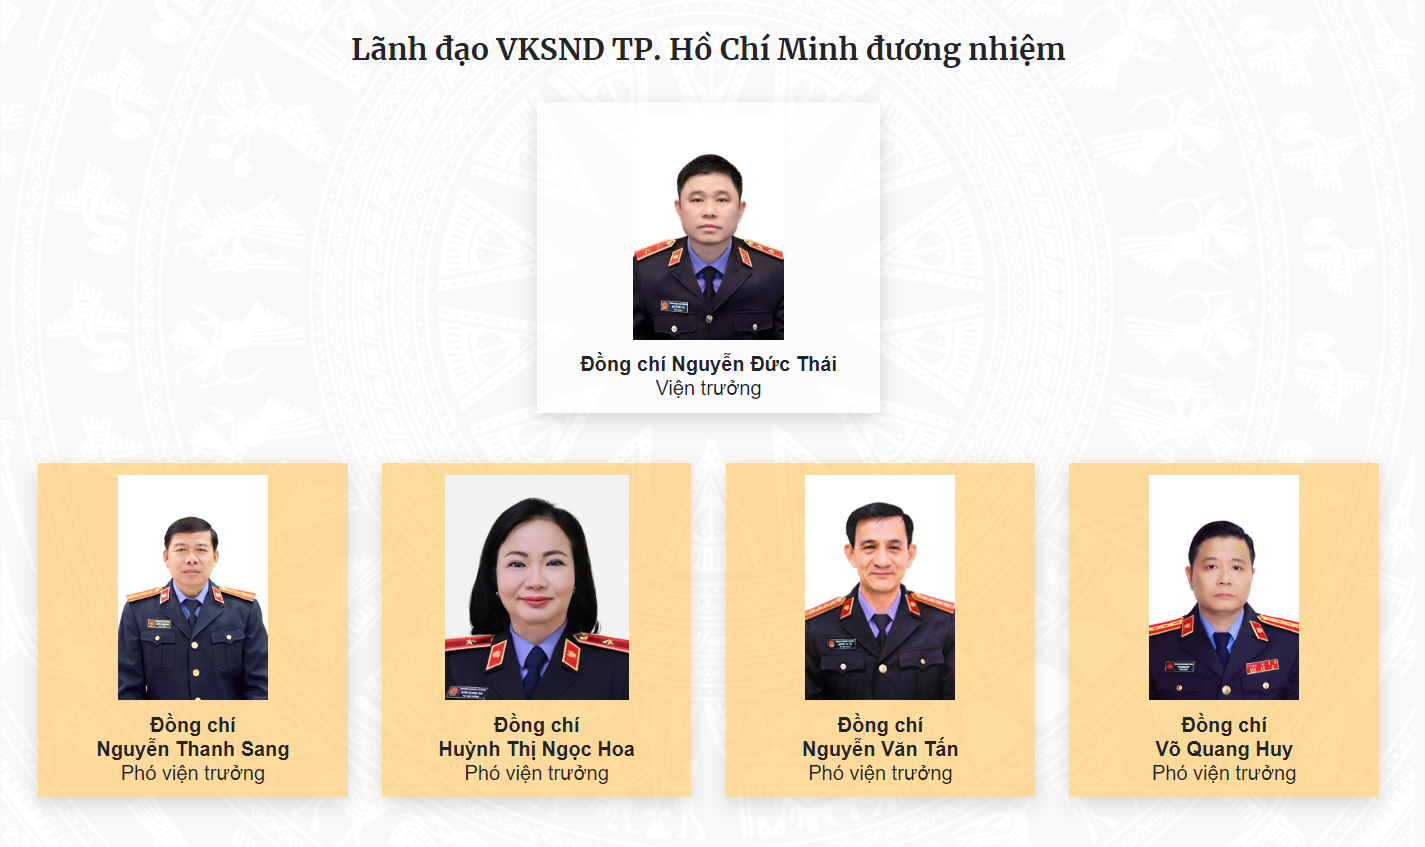 Lãnh đạo VKSND TP. Hồ Chí Minh đương nhiệm
Đồng chí Nguyễn Đức Thái
Viện trưởng
Đồng chí
Nguyễn Thanh Sang
Phó viện trưởng
Đồng chí
Huỳnh Thị Ngọc Hoa
Phó viện trưởng
Đồng chí
Nguyễn Văn Tấn
Phó viện trưởng
Đồng chí
Võ Quang Huy
Phó viện trưởng